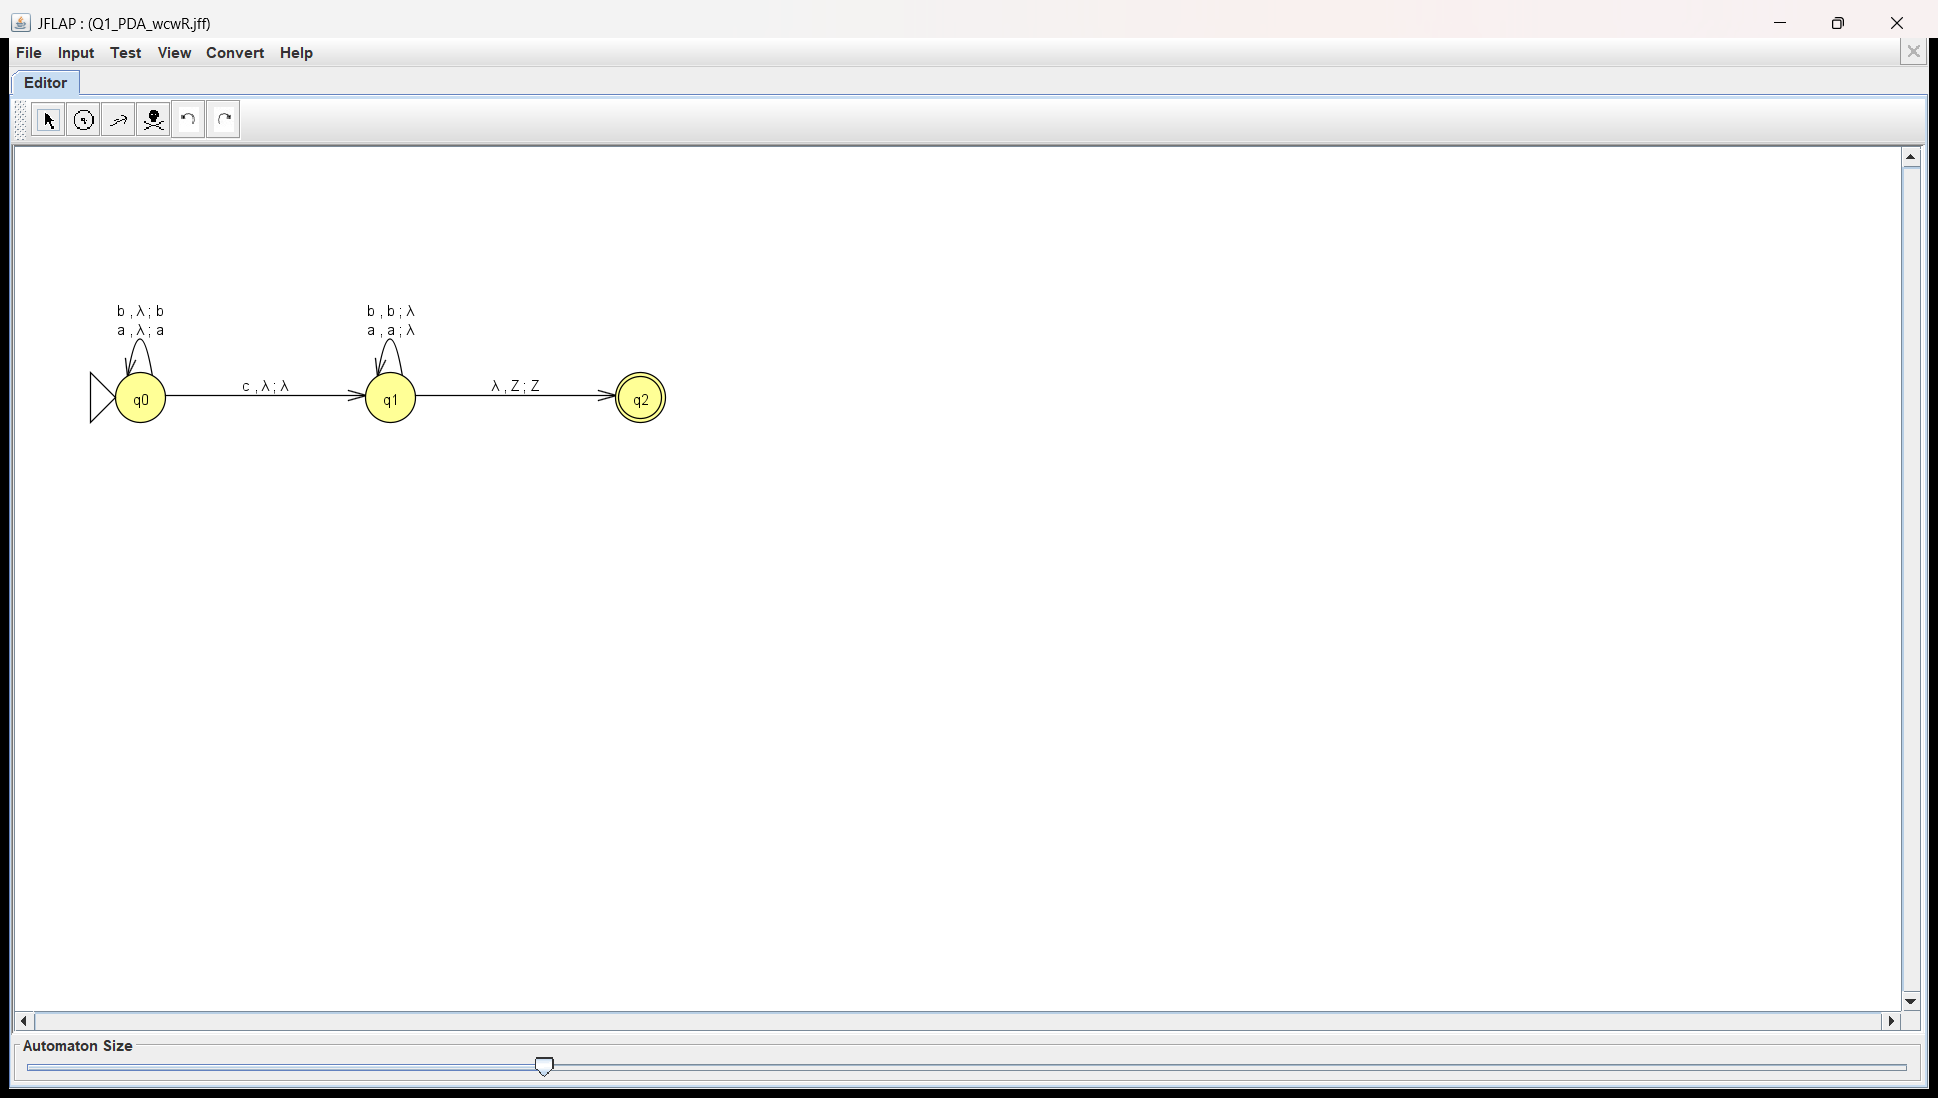 JFLAP : (Q1_PDA_wcwR.jff)
File Input Test View Convert Help
Editor
b , λ ; b
a , λ ; a
b , b ; λ
a , a ; λ
c , λ ; λ
λ , Z ; Z
q0
q1
q2
Automaton Size